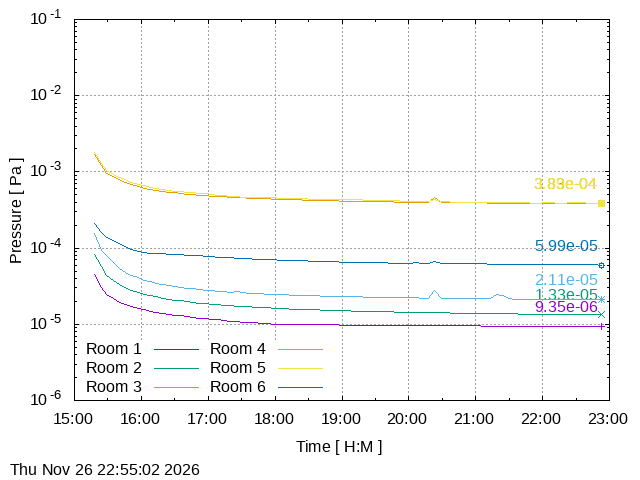 10^-1
10^-2
10^-3
10^-4
10^-5
10^-6
Pressure [ Pa ]
5.99e-05
2.11e-05
1.33e-05
9.35e-06
Room 1 Room 4
Room 2 Room 5
Room 3 Room 6
15:00 16:00 17:00 18:00 19:00 20:00 21:00 22:00 23:00
Time [ H:M ]
Thu Nov 26 22:55:02 2026